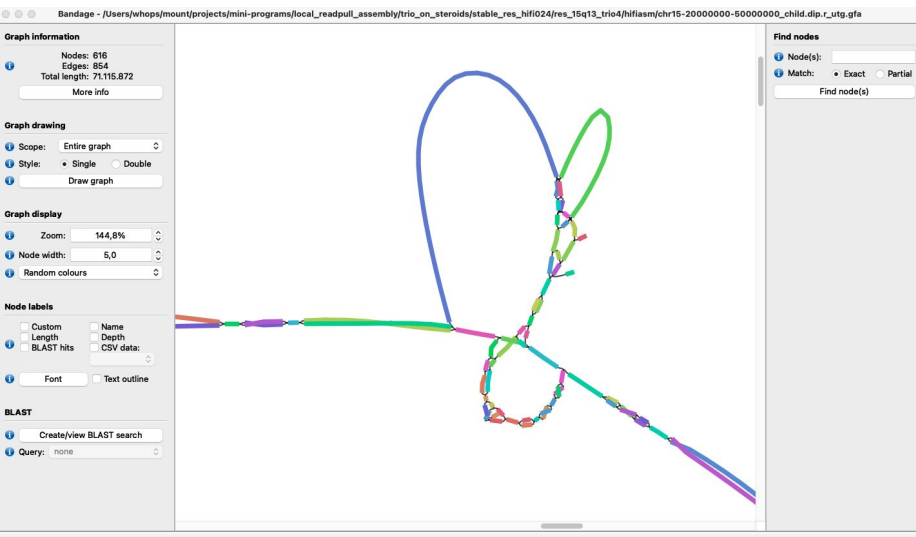 Bandage - /Users/whops/mount/projects/mini-programs/local_readpull_assembly/trio_on_steroids/stable_res_hifi024/res_15q13_trio4/hifiasm/chr15-20000000-50000000_child.dip.r_utg.gfa
Graph information
Nodes: 616
Edges: 854
Total length: 71.115.872
More info
Graph drawing
Scope: Entire graph
Style: Single Double
Draw graph
Graph display
Zoom: 144,8%
Node width: 5,0
Random colours
Node labels
Custom Name
Length Depth
BLAST hits CSV data:
Font Text outline
BLAST
Create/view BLAST search
Query: none
Find nodes
Node(s):
Match: Exact Partial
Find node(s)